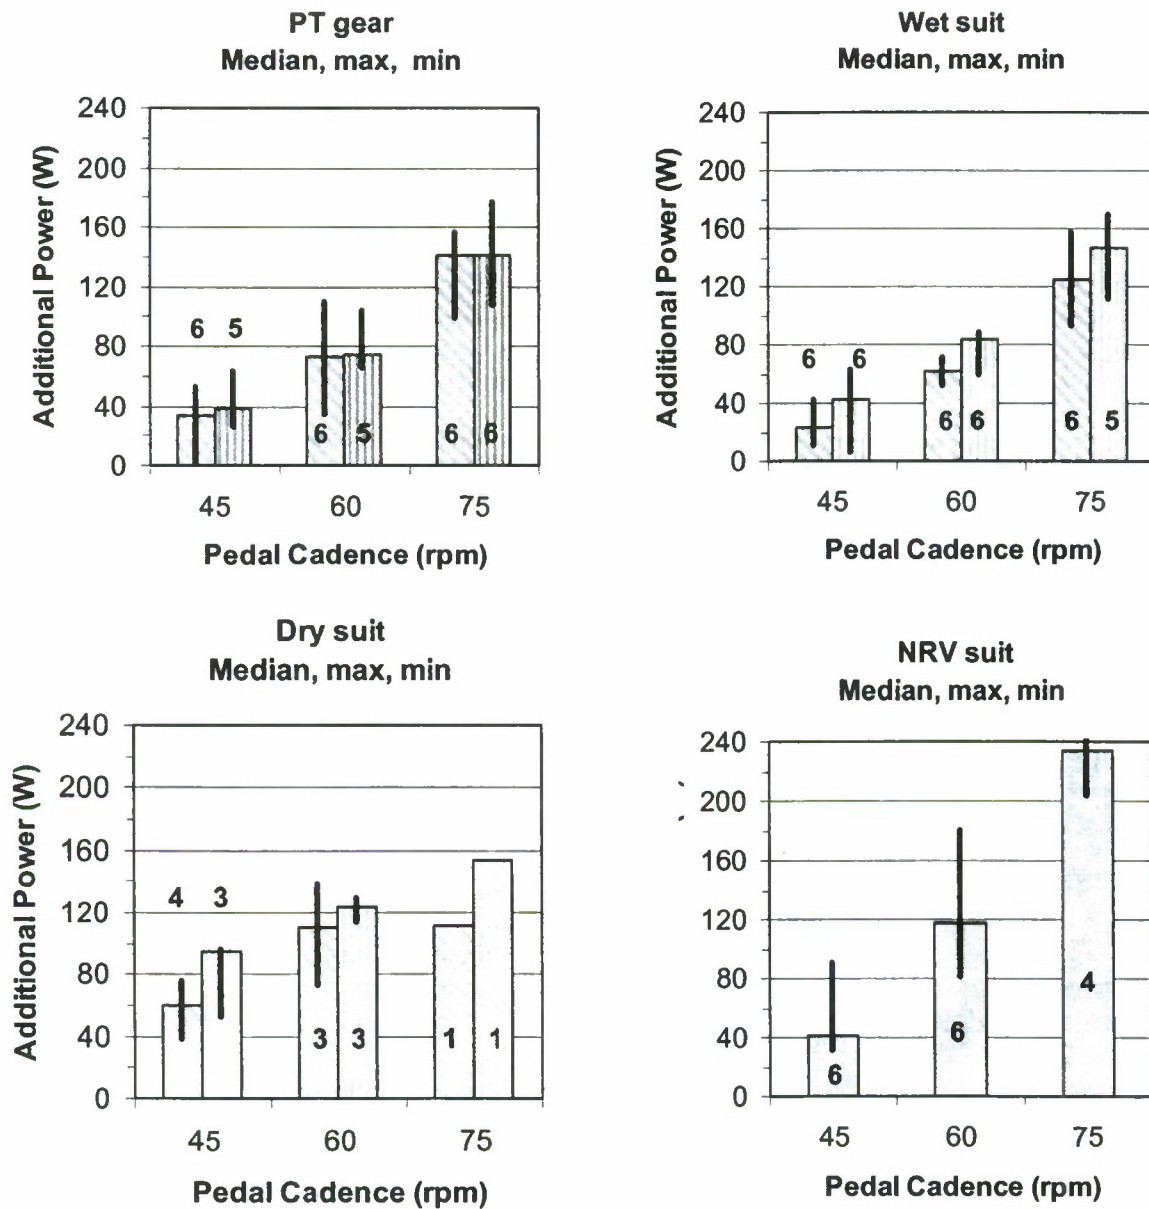 PT gear
Median, max, min
Additional Power (W)
240
200
160
120
80
40
0
6 5
6 5
6 6
45 60 75
Pedal Cadence (rpm)
Wet suit
Median, max, min
Additional Power (W)
240
200
160
120
80
40
0
6 6
6 6
6 5
45 60 75
Pedal Cadence (rpm)
Dry suit
Median, max, min
Additional Power (W)
240
200
160
120
80
40
0
4 3
3 3
1 1
45 60 75
Pedal Cadence (rpm)
NRV suit
Median, max, min
240
200
160
120
80
40
0
6
6
4
45 60 75
Pedal Cadence (rpm)